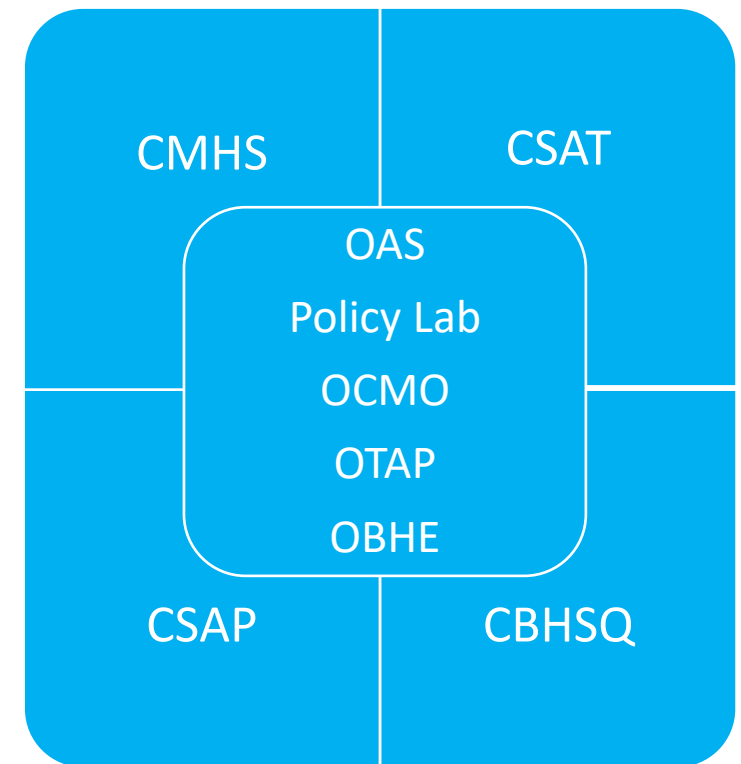 CMHS
CSAT
OAS
Policy Lab
OCMO
OTAP
OBHE
CSAP
CBHSQ